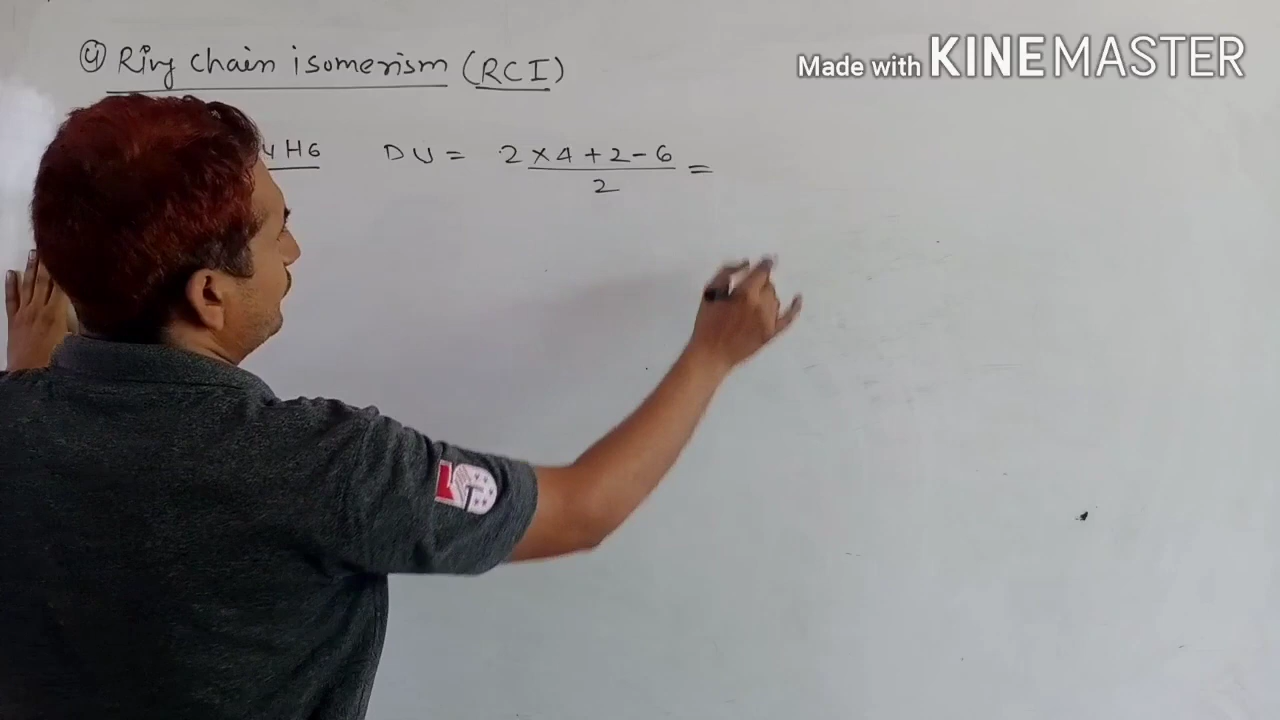 ④ Ring chain isomerism (RCI)
Made with KINEMASTER
4H6 DU = 2×4+2-6 =
2